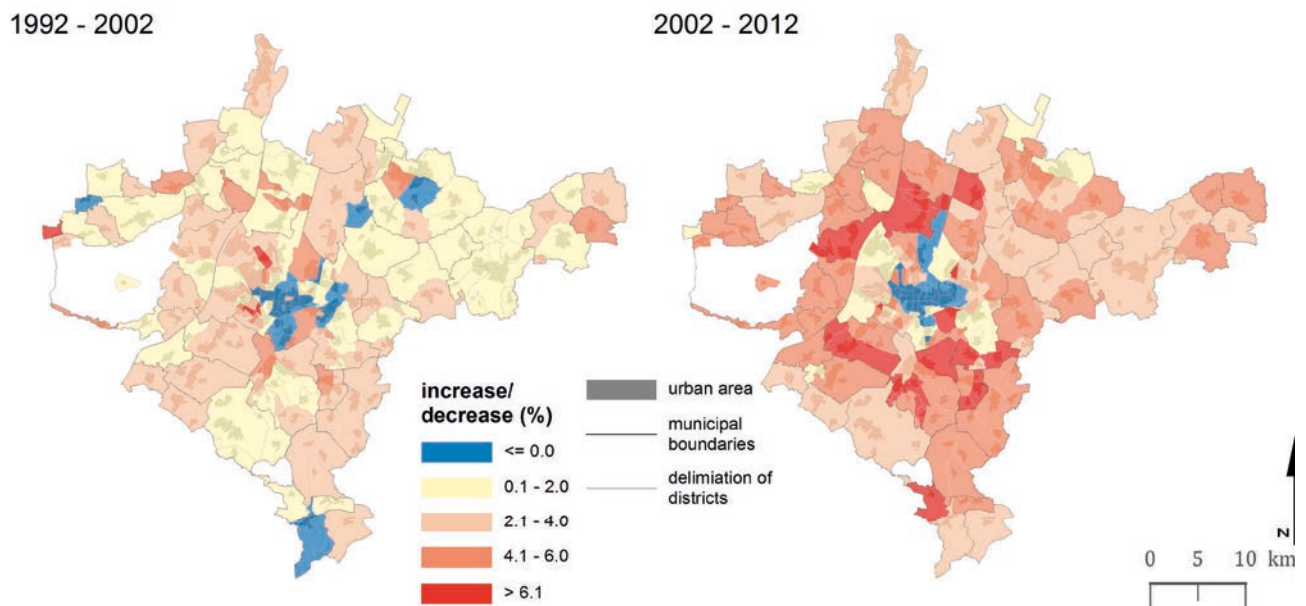 1992 - 2002
2002 - 2012
increase/
decrease (%)
<= 0.0
0.1 - 2.0
2.1 - 4.0
4.1 - 6.0
> 6.1
urban area
municipal
boundaries
delimiation of
districts
N
0 5 10 km